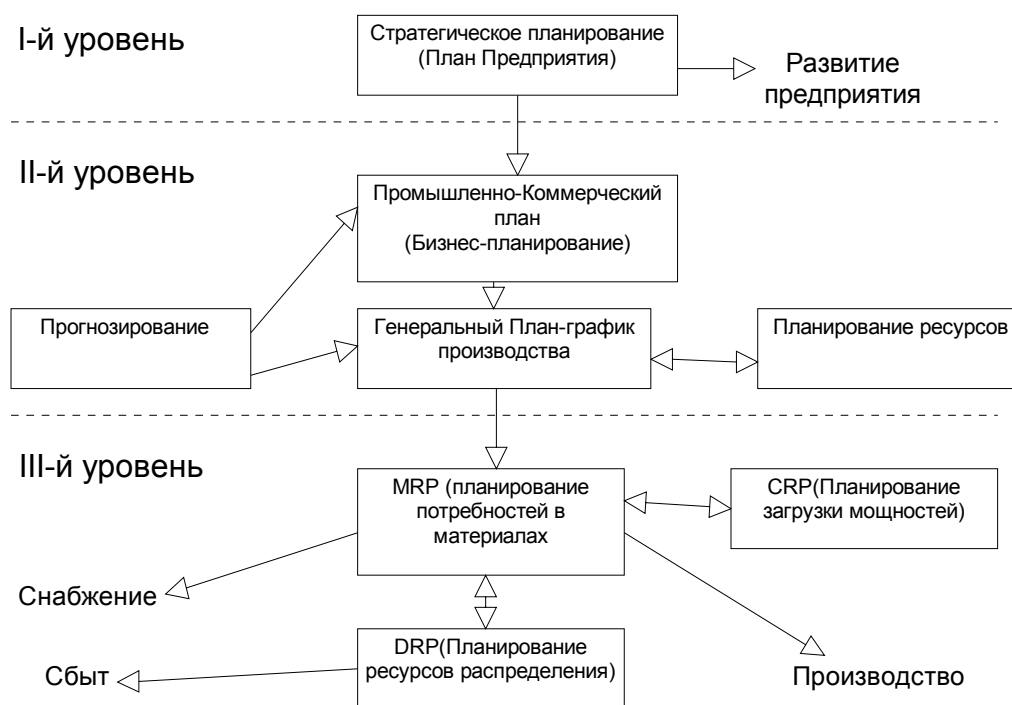 I-й уровень
Стратегическое планирование
(План Предприятия)
Развитие
предприятия
II-й уровень
Промышленно-Коммерческий
план
(Бизнес-планирование)
Прогнозирование
Генеральный План-график
производства
Планирование ресурсов
III-й уровень
MRP (планирование
потребностей в
материалах
CRP(Планирование
загрузки мощностей)
Снабжение
DRP(Планирование
ресурсов распределения)
Сбыт
Производство